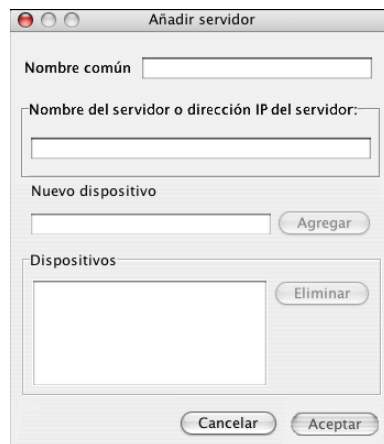 Añadir servidor
Nombre común
Nombre del servidor o dirección IP del servidor:
Nuevo dispositivo
Agregar
Dispositivos
Eliminar
Cancelar
Aceptar